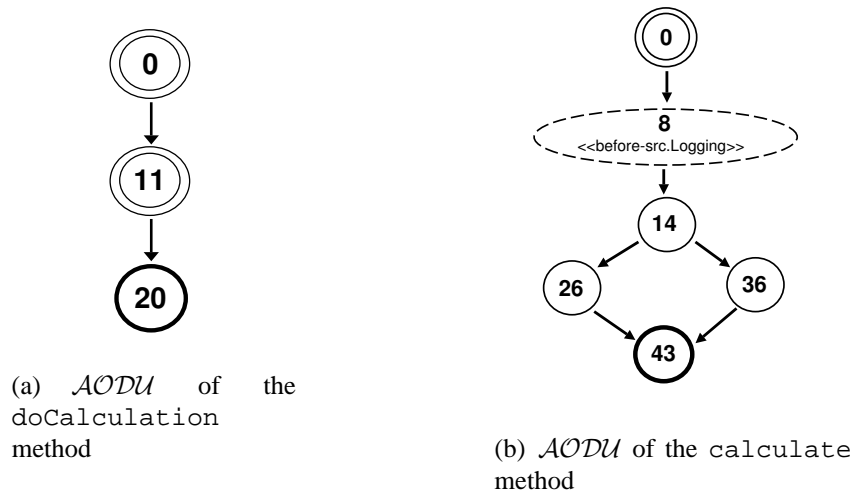 0
11
20
(a) AODU of the
doCalculation
method
0
8
<<before-src.Logging>>
14
26 36
43
(b) AODU of the calculate
method